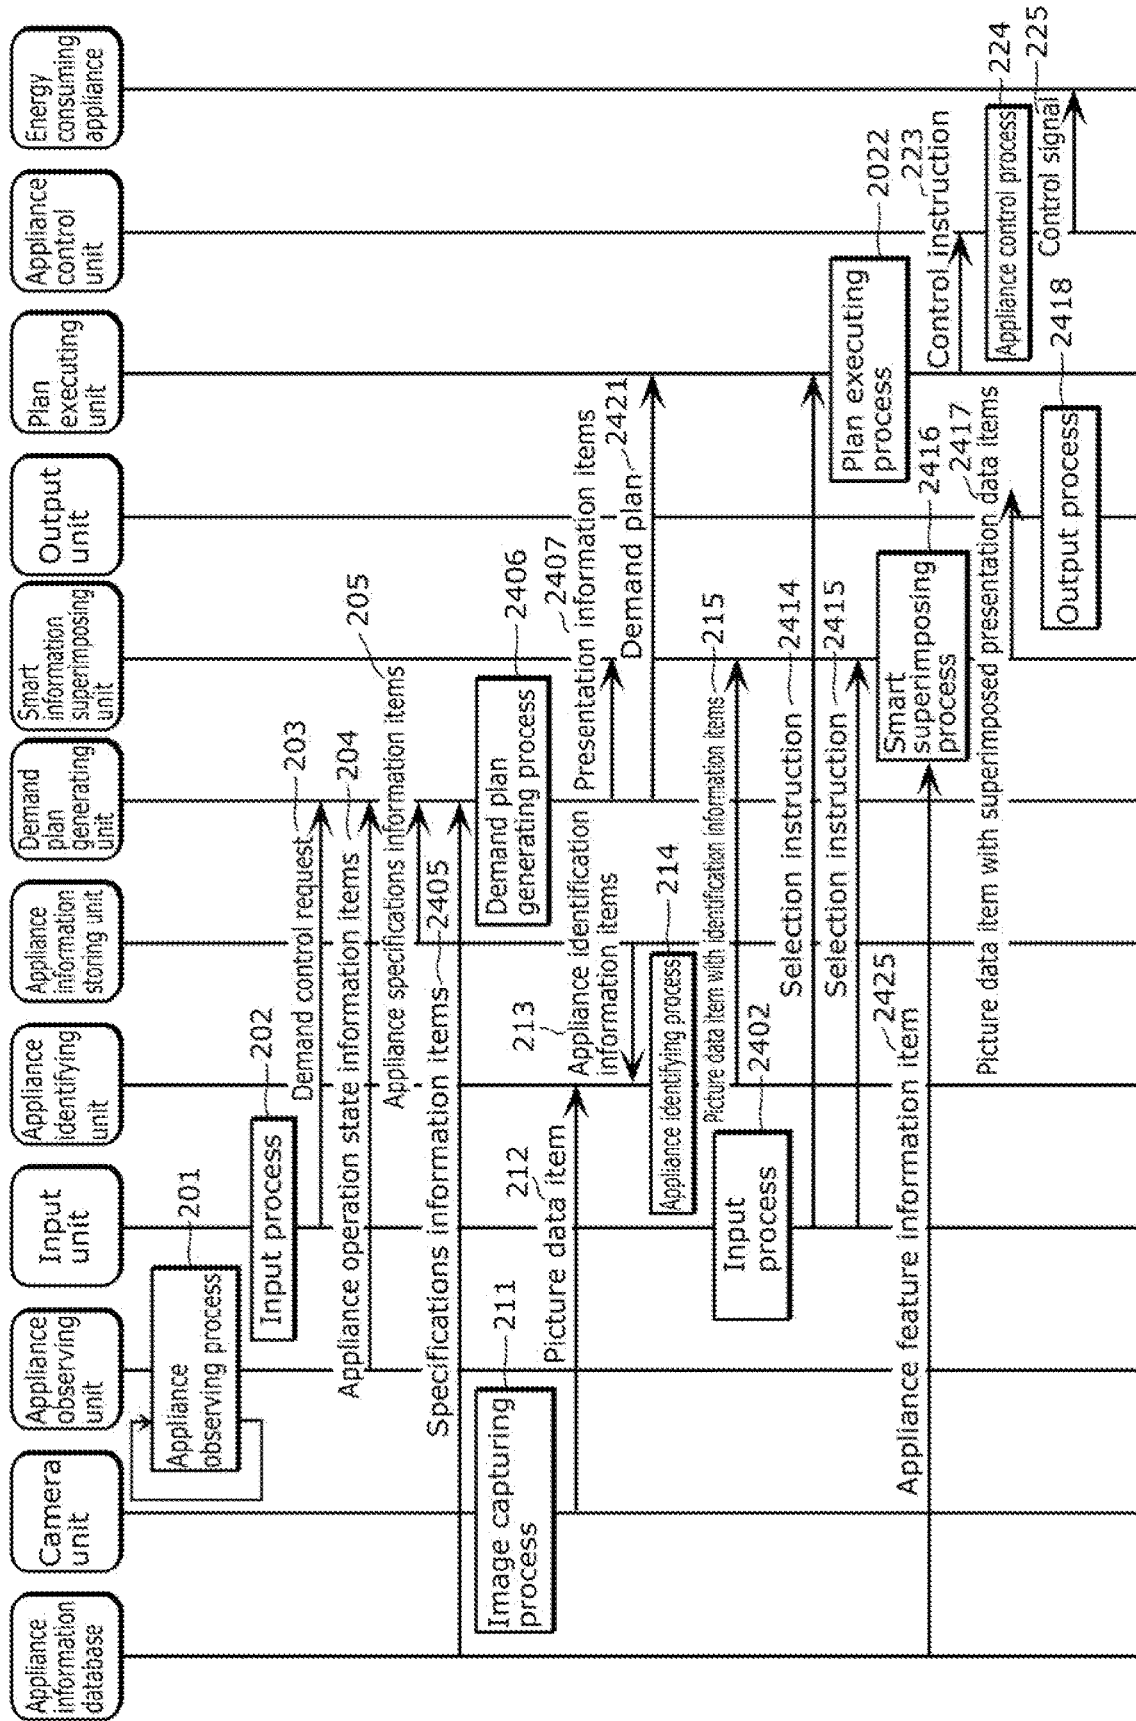 Appliance
information
database
Camera
unit
Appliance
observing
unit
Input
unit
Appliance
identifying
unit
Appliance
information
storing unit
Demand
plan
generating
unit
Smart
information
superimposing
unit
Output
unit
Plan
executing
unit
Appliance
control
unit
Energy
consuming
appliance
201
Appliance
observing process
202
Input process
203
Demand control request
204
Appliance operation state information items
205
Appliance specifications information items
Specifications information items 2405
2406
Demand plan
generating process
211
Image capturing
process
212
Picture data item
213
Appliance identification
information items
2407
Presentation information items
Demand plan 2421
214
Appliance identifying process
215
Picture data item with identification information items
2402
Input
process
Selection instruction 2414
Selection instruction 2415
2022
Plan executing
process
2425
Appliance feature information item
2416
Smart
superimposing
process
223
Control instruction
2417
Picture data item with superimposed presentation data items
224
Appliance control process
225
Control signal
2418
Output process